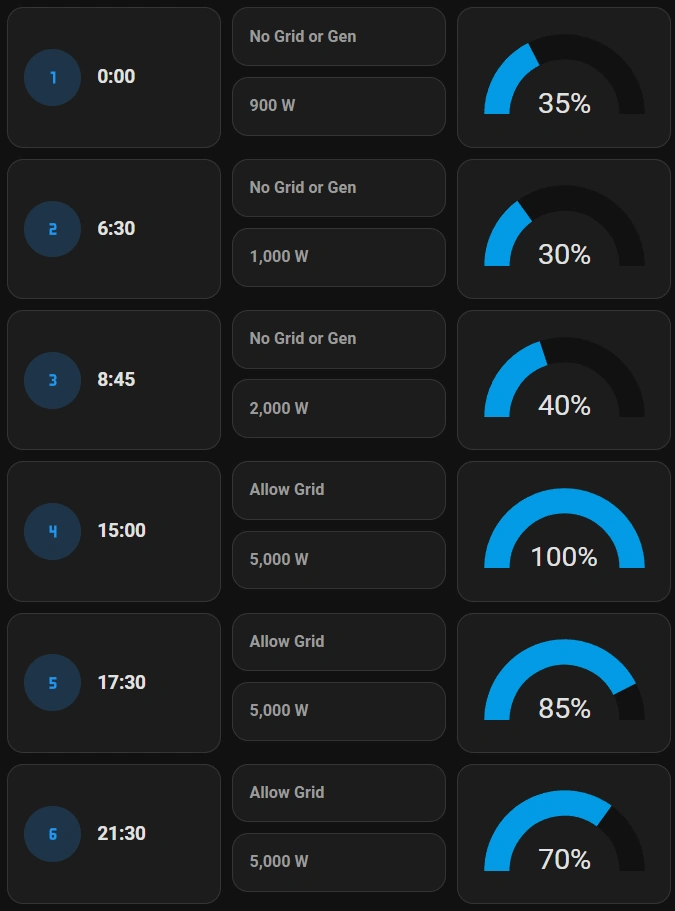 1
0:00
No Grid or Gen
900 W
35%
2
6:30
No Grid or Gen
1,000 W
30%
3
8:45
No Grid or Gen
2,000 W
40%
4
15:00
Allow Grid
5,000 W
100%
5
17:30
Allow Grid
5,000 W
85%
6
21:30
Allow Grid
5,000 W
70%